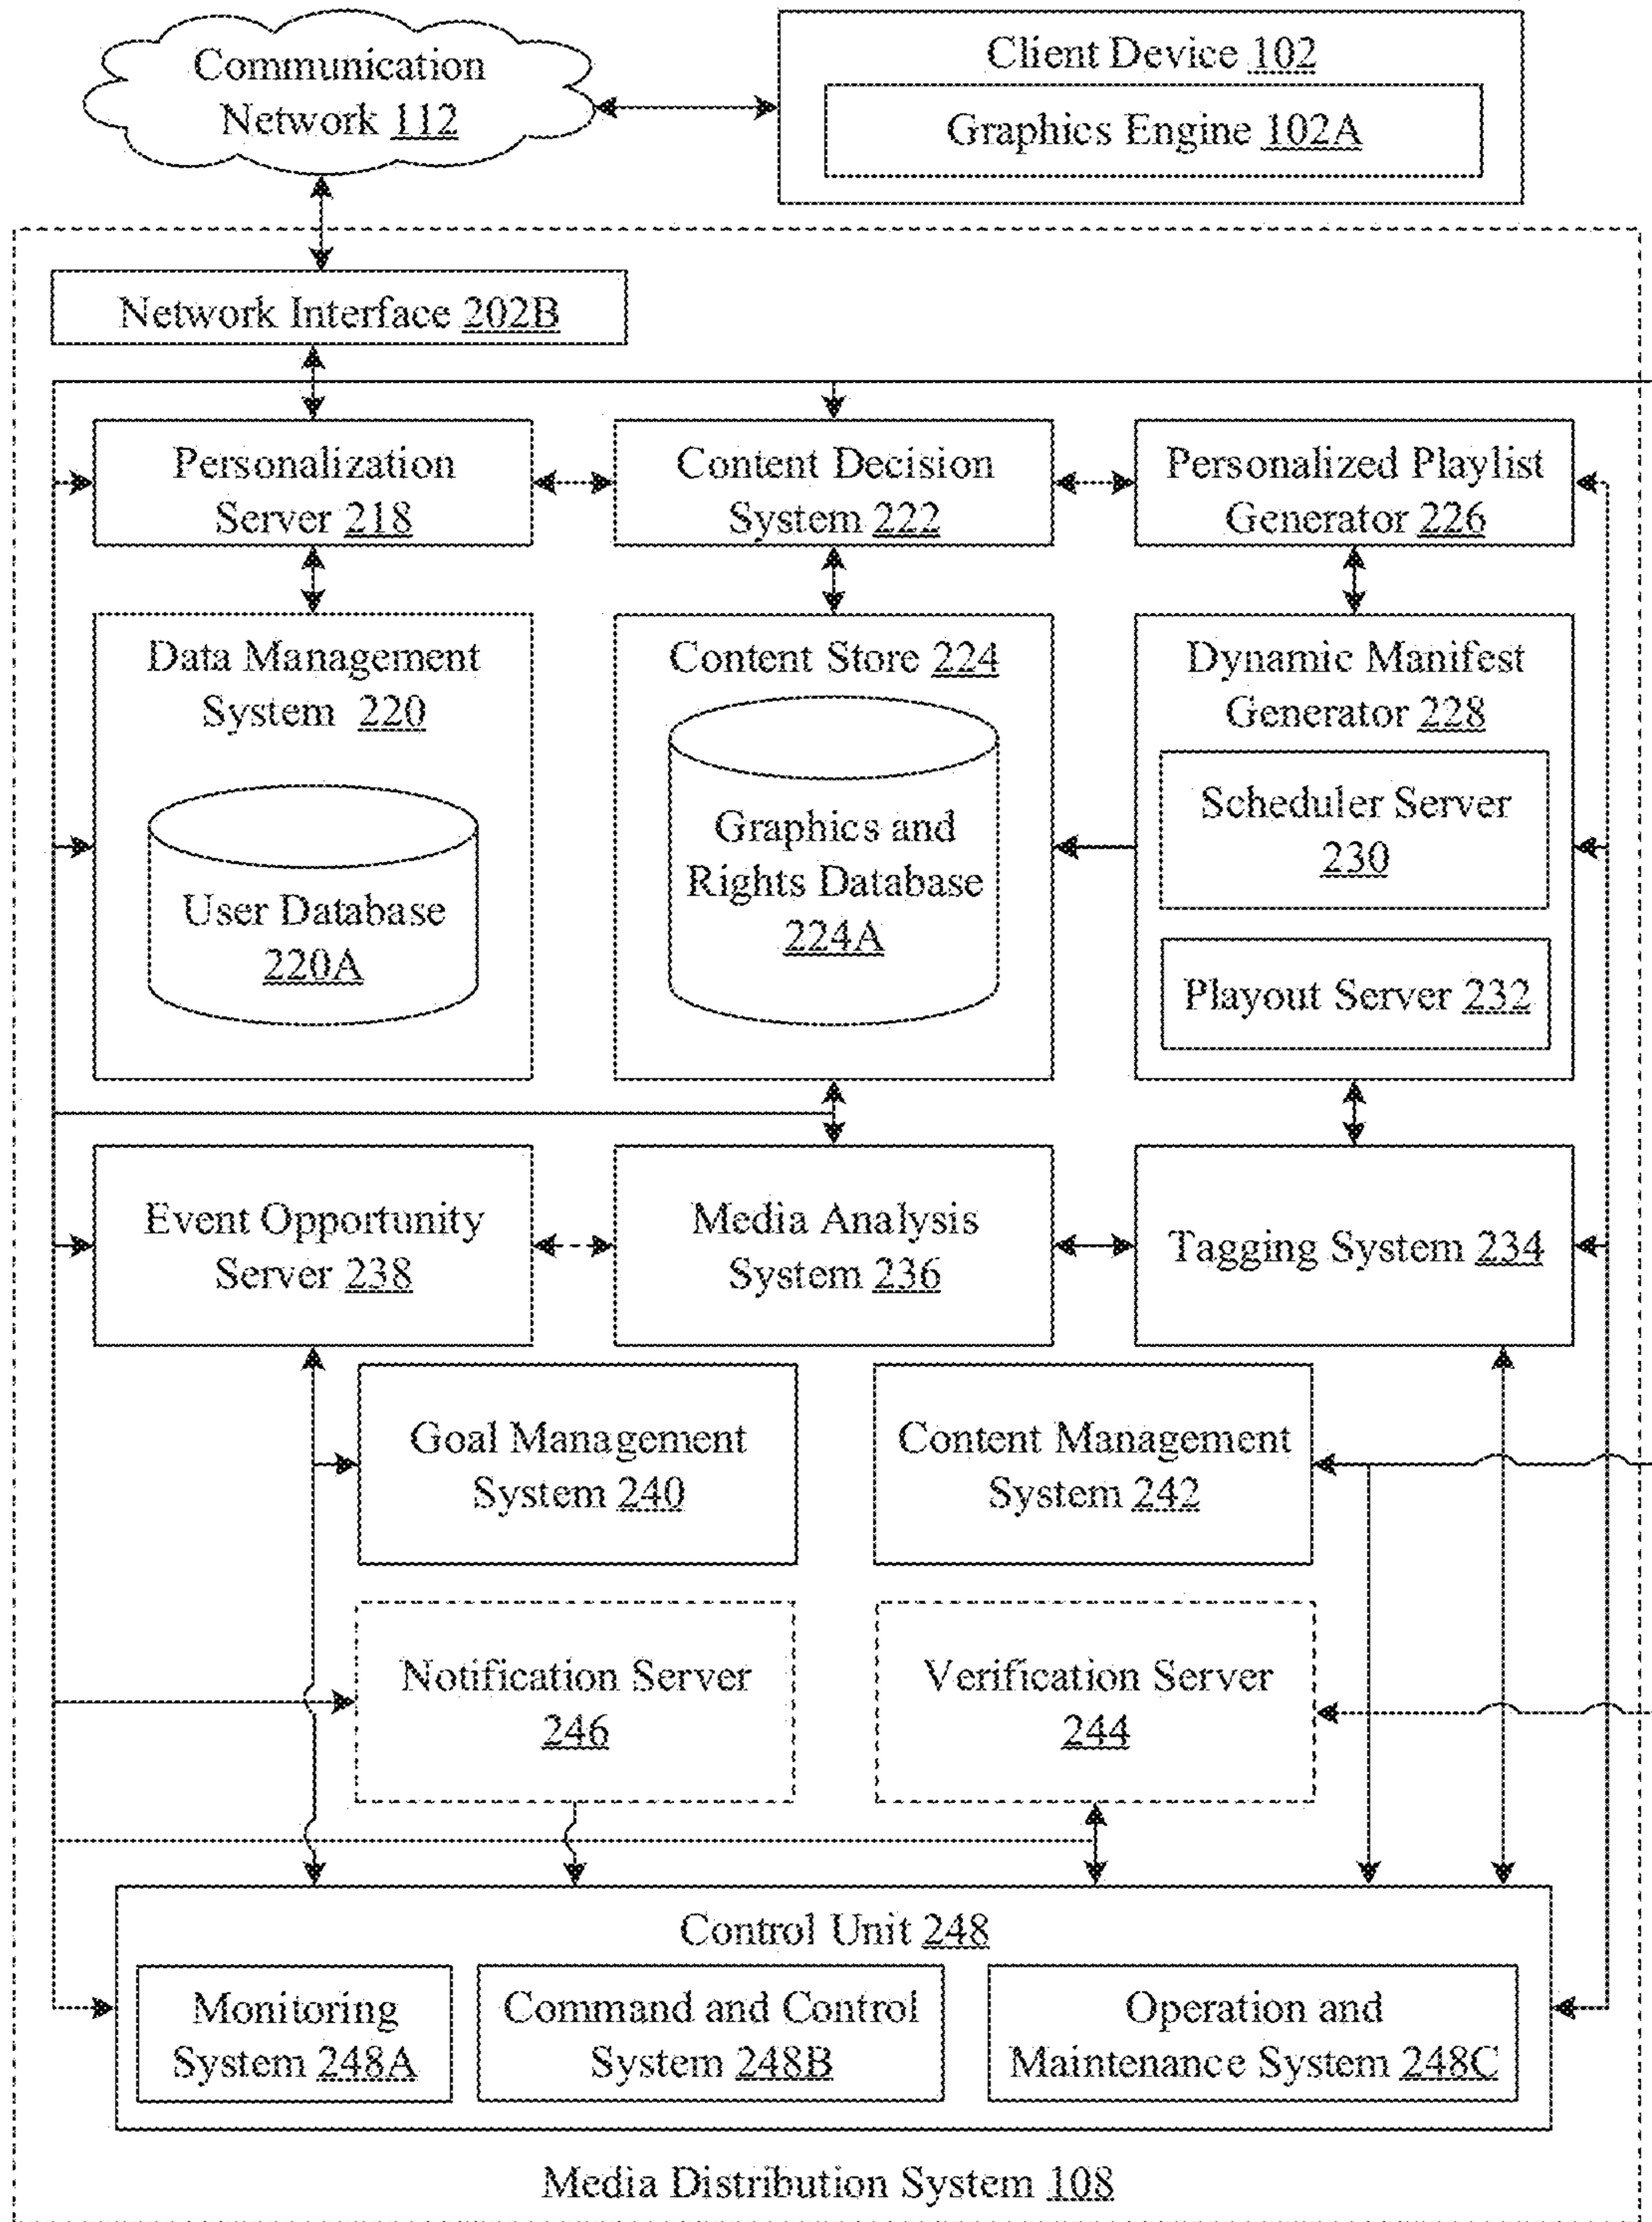 Communication
Network 112
Client Device 102
Graphics Engine 102A
Network Interface 202B
Personalization
Server 218
Content Decision
System 222
Personalized Playlist
Generator 226
Data Management
System 220
User Database
220A
Content Store 224
Graphics and
Rights Database
224A
Dynamic Manifest
Generator 228
Scheduler Server
230
Playout Server 232
Event Opportunity
Server 238
Media Analysis
System 236
Tagging System 234
Goal Management
System 240
Content Management
System 242
Notification Server
246
Verification Server
244
Control Unit 248
Monitoring
System 248A
Command and Control
System 248B
Operation and
Maintenance System 248C
Media Distribution System 108